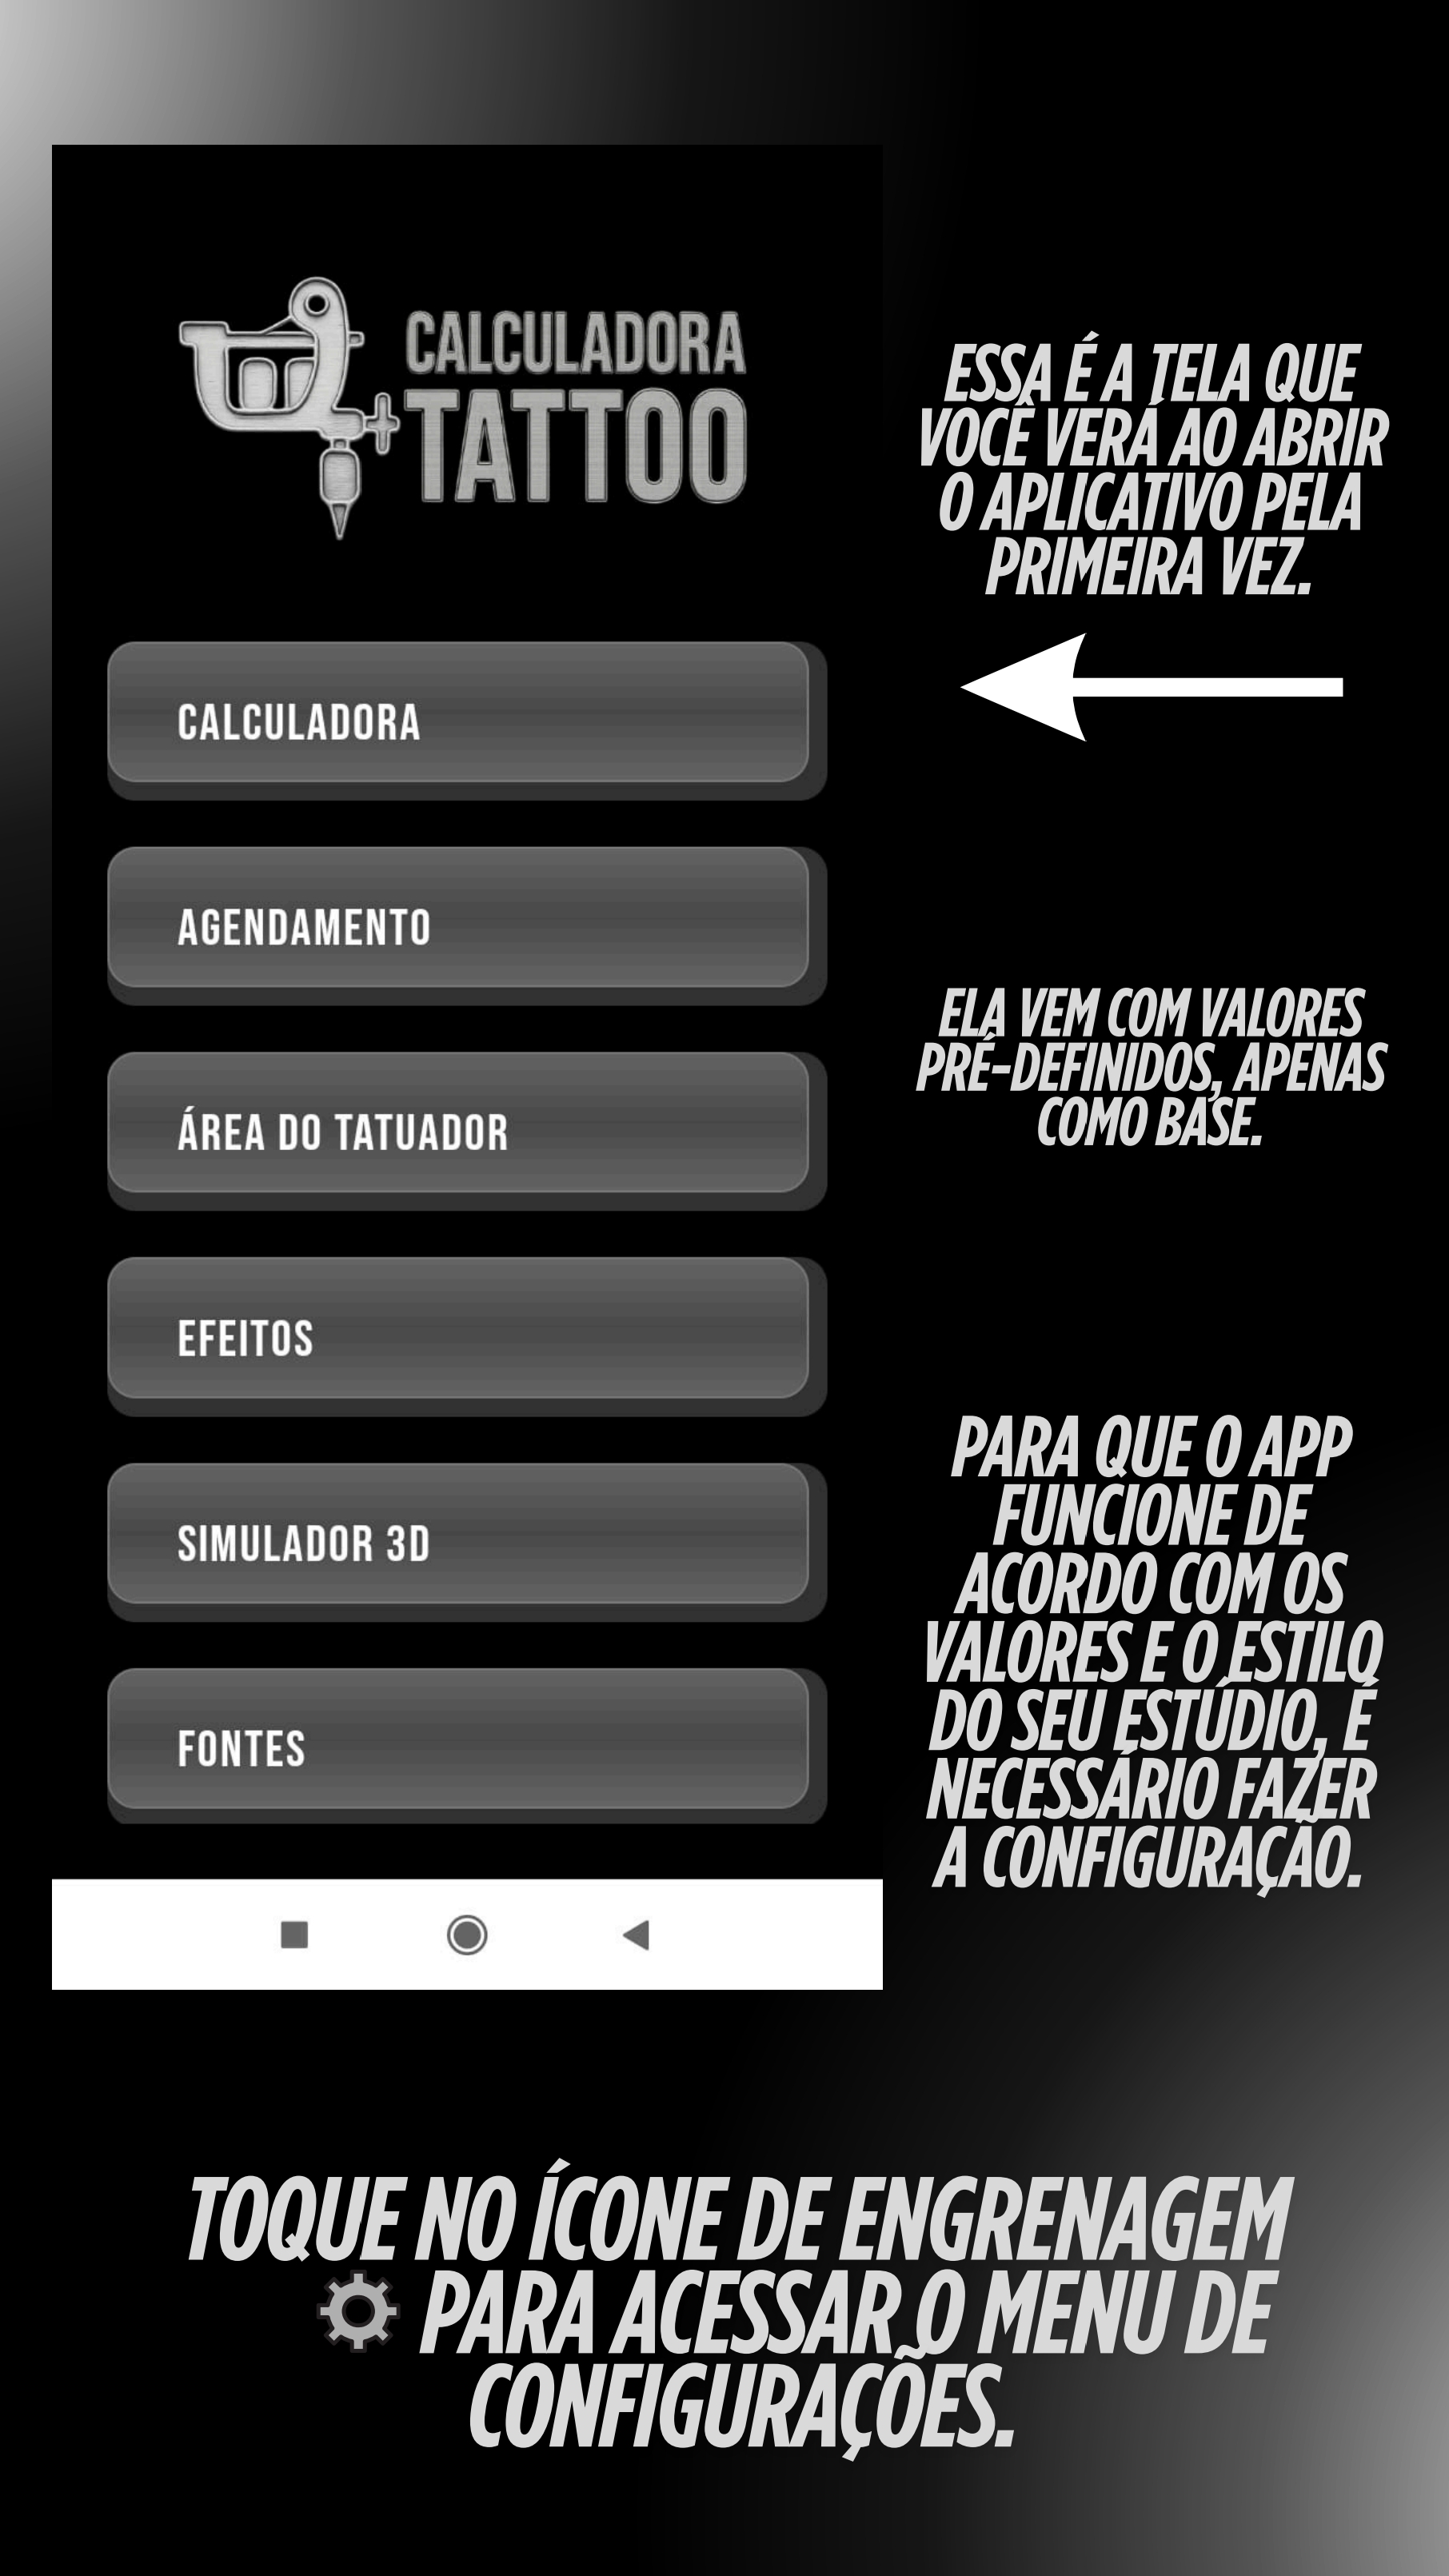 CALCULADORA
TATTOO
CALCULADORA
AGENDAMENTO
ÁREA DO TATUADOR
EFEITOS
SIMULADOR 3D
FONTES
ESSA É A TELA QUE
VOCÊ VERÁ AO ABRIR
O APLICATIVO PELA
PRIMEIRA VEZ.
ELA VEM COM VALORES
PRÉ-DEFINIDOS, APENAS
COMO BASE.
PARA QUE O APP
FUNCIONE DE
ACORDO COM OS
VALORES E O ESTILO
DO SEU ESTÚDIO, É
NECESSÁRIO FAZER
A CONFIGURAÇÃO.
TOQUE NO ÍCONE DE ENGRENAGEM
PARA ACESSAR O MENU DE
CONFIGURAÇÕES.